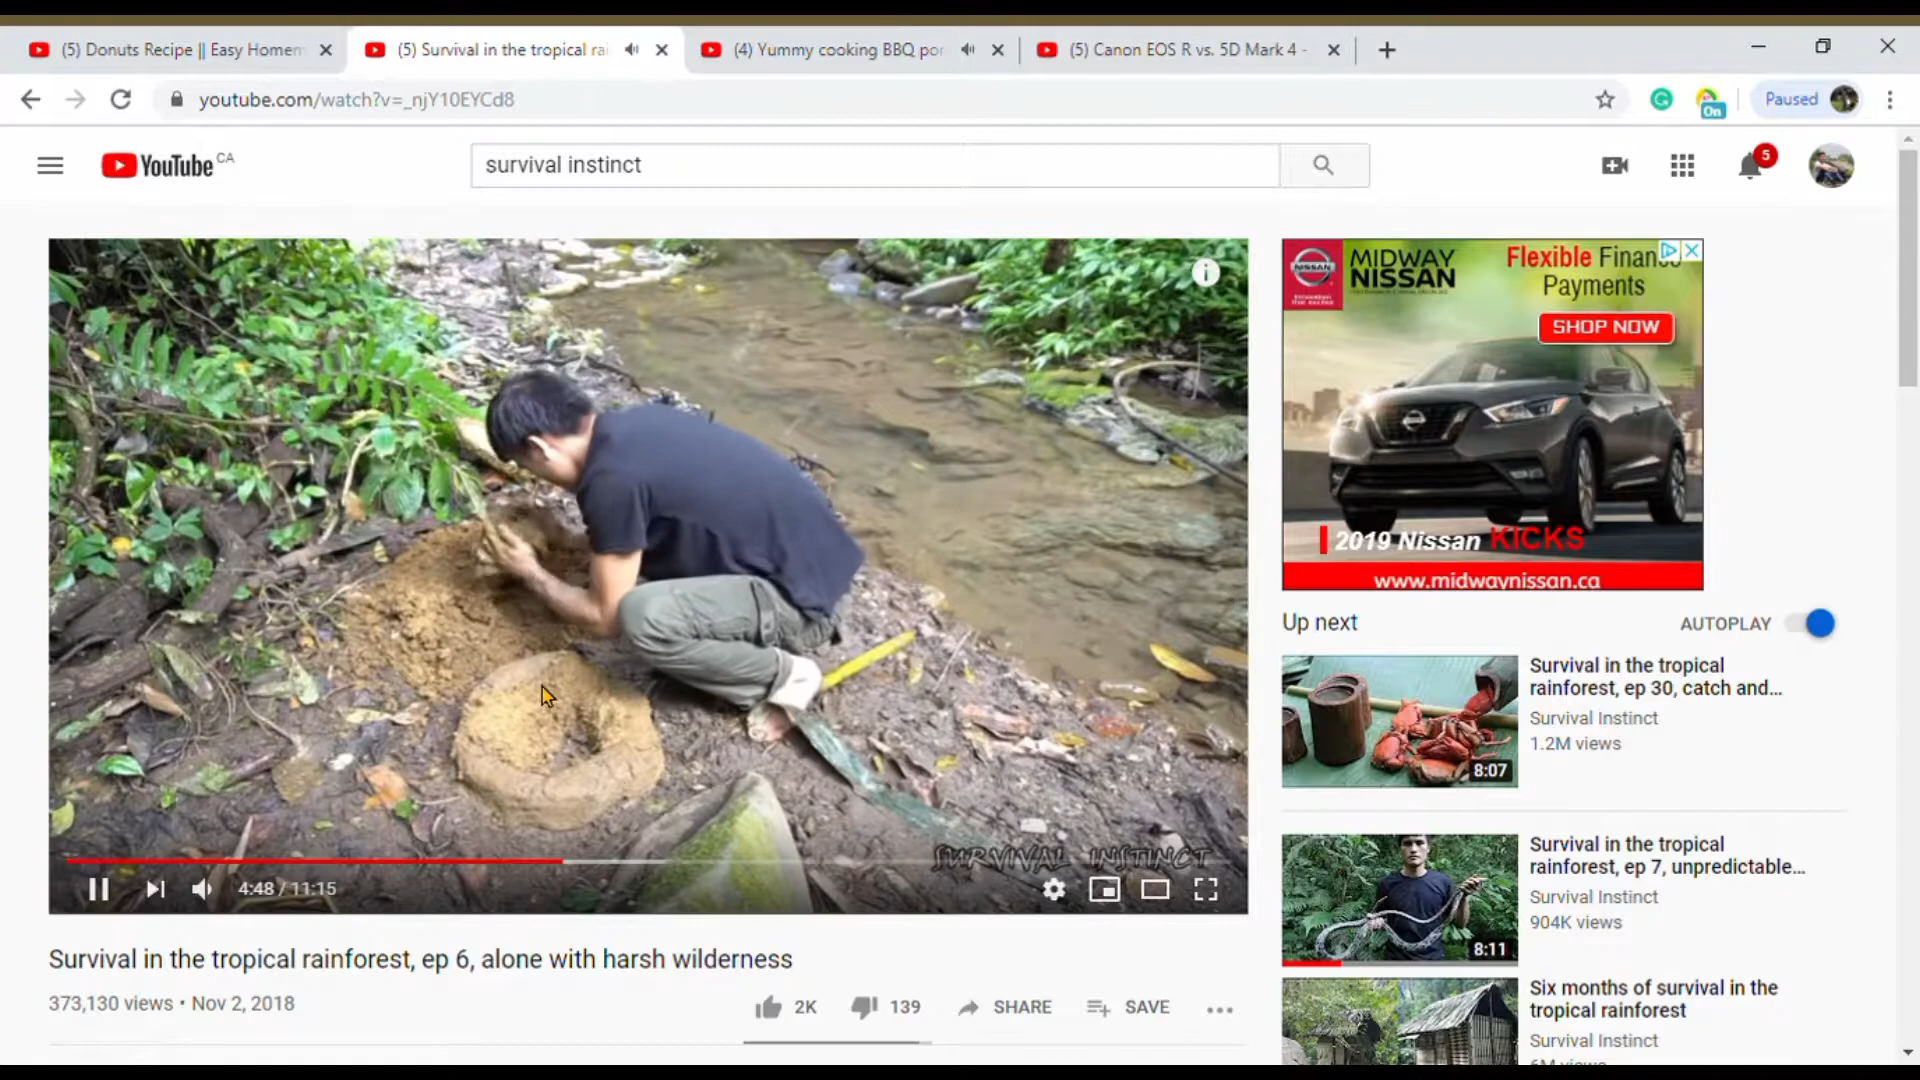 (5) Donuts Recipe || Easy Homem
(5) Survival in the tropical rai
(4) Yummy cooking BBQ por
(5) Canon EOS R vs. 5D Mark 4 -
youtube.com/watch?v=_njY10EYCd8
On
Paused
YouTube CA
survival instinct
5
NISSAN
MIDWAY
NISSAN
Flexible Financ
Payments
SHOP NOW
2019 Nissan KICKS
www.midwaynissan.ca
SURVIVAL INSTINCT
4:48 / 11:15
Survival in the tropical rainforest, ep 6, alone with harsh wilderness
373,130 views • Nov 2, 2018
2K
139
SHARE
SAVE
Up next
AUTOPLAY
Survival in the tropical
rainforest, ep 30, catch and...
Survival Instinct
1.2M views
8:07
Survival in the tropical
rainforest, ep 7, unpredictable...
Survival Instinct
904K views
8:11
Six months of survival in the
tropical rainforest
Survival Instinct